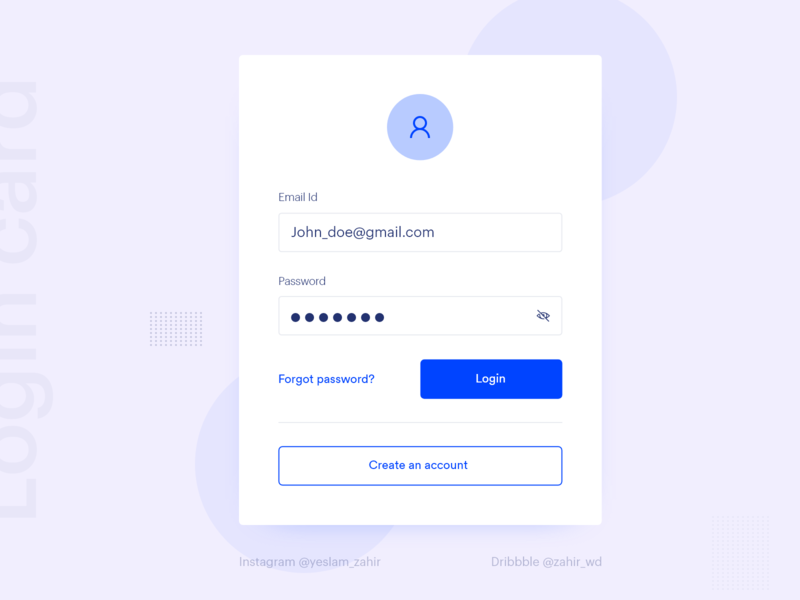 Login card
Email Id
John_doe@gmail.com
Password
Forgot password?
Login
Create an account
Instagram @yeslam_zahir
Dribbble @zahir_wd